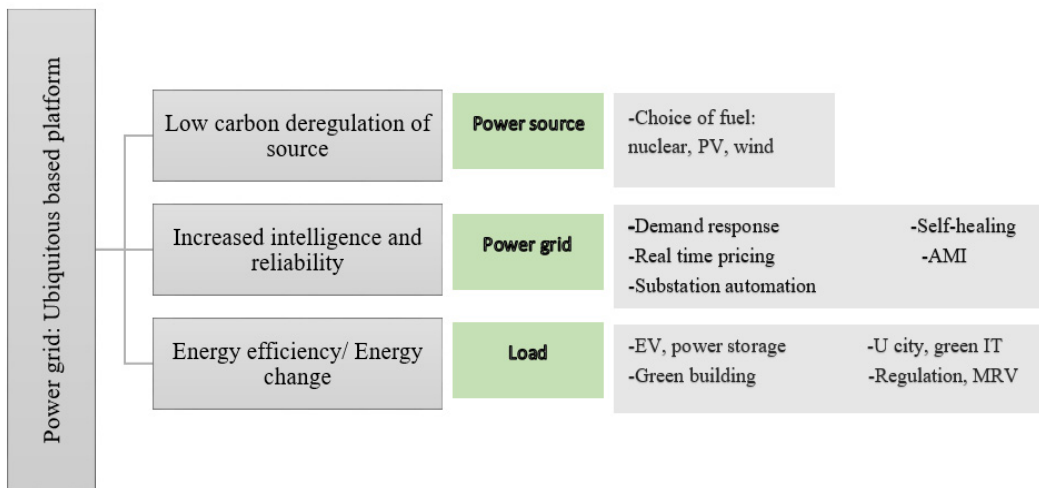 Power grid: Ubiquitous based platform
Low carbon deregulation of
source
Power source
-Choice of fuel:
nuclear, PV, wind
Increased intelligence and
reliability
Power grid
-Demand response
-Self-healing
-Real time pricing
-AMI
-Substation automation
Energy efficiency/ Energy
change
Load
-EV, power storage
-U city, green IT
-Green building
-Regulation, MRV